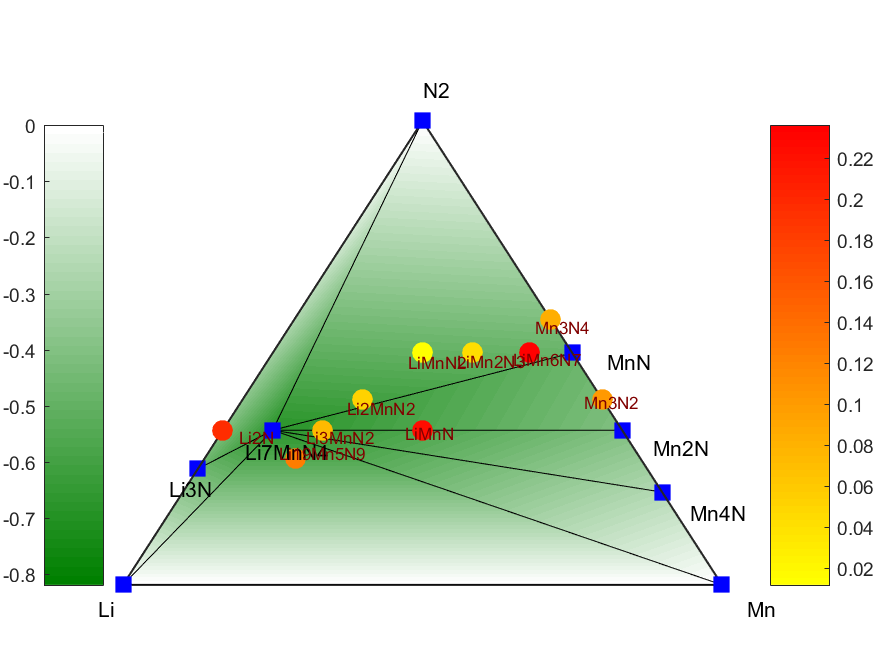 N2
0
-0.1
-0.2
-0.3
-0.4
-0.5
-0.6
-0.7
-0.8
0.22
0.2
0.18
0.16
0.14
0.12
0.1
0.08
0.06
0.04
0.02
Mn3N4
LiMnN2
LiMn2N3
LiMn6N7
MnN
Mn3N2
Li2MnN2
Li2N
Li3MnN2
LiMnN
Mn2N
Li7MnN4
Li3N
Mn4N
Li
Mn